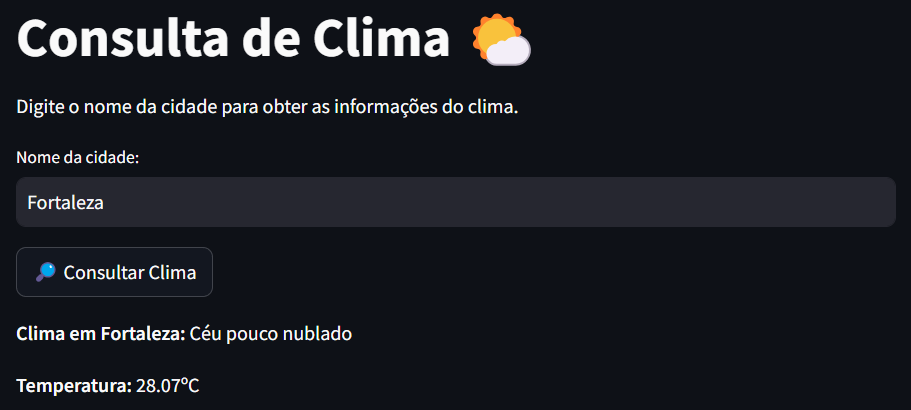 Consulta de Clima
Digite o nome da cidade para obter as informações do clima.
Nome da cidade:
Fortaleza
Consultar Clima
Clima em Fortaleza: Céu pouco nublado
Temperatura: 28.07ºC